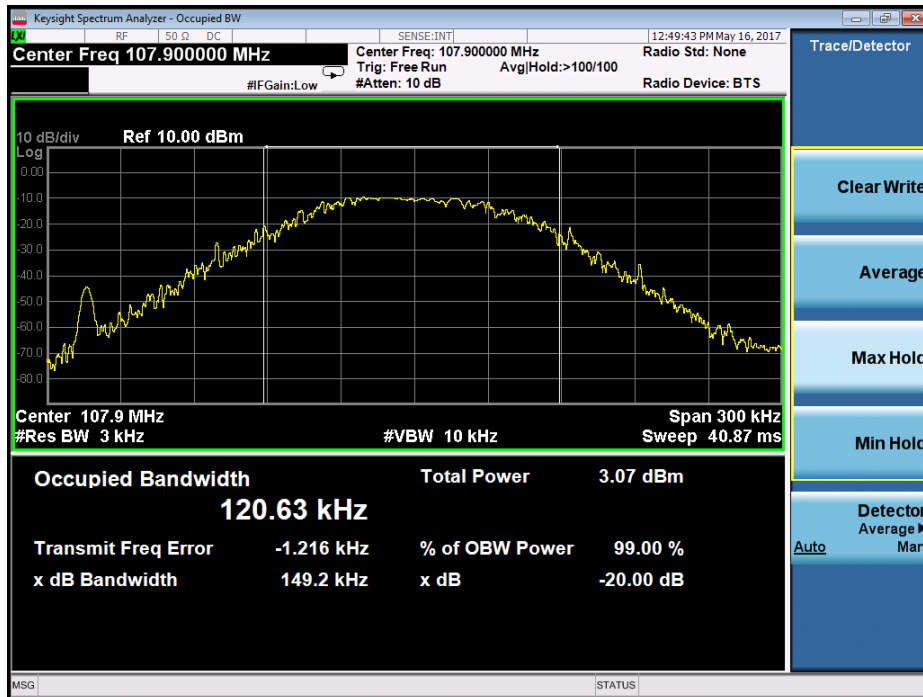 Keysight Spectrum Analyzer - Occupied BW
LXI RF 50 Ω DC SENSE:INT 12:49:43 PM May 16, 2017
Center Freq 107.900000 MHz
Center Freq: 107.900000 MHz Radio Std: None
Trig: Free Run Avg|Hold:>100/100
#IFGain:Low #Atten: 10 dB Radio Device: BTS
10 dB/div Ref 10.00 dBm
Log
0.00
-10.0
-20.0
-30.0
-40.0
-50.0
-60.0
-70.0
-80.0
Center 107.9 MHz Span 300 kHz
#Res BW 3 kHz #VBW 10 kHz Sweep 40.87 ms
Occupied Bandwidth Total Power 3.07 dBm
120.63 kHz
Transmit Freq Error -1.216 kHz % of OBW Power 99.00 %
x dB Bandwidth 149.2 kHz x dB -20.00 dB
MSG STATUS
Trace/Detector
Clear Write
Average
Max Hold
Min Hold
Detector
Average
Auto Man